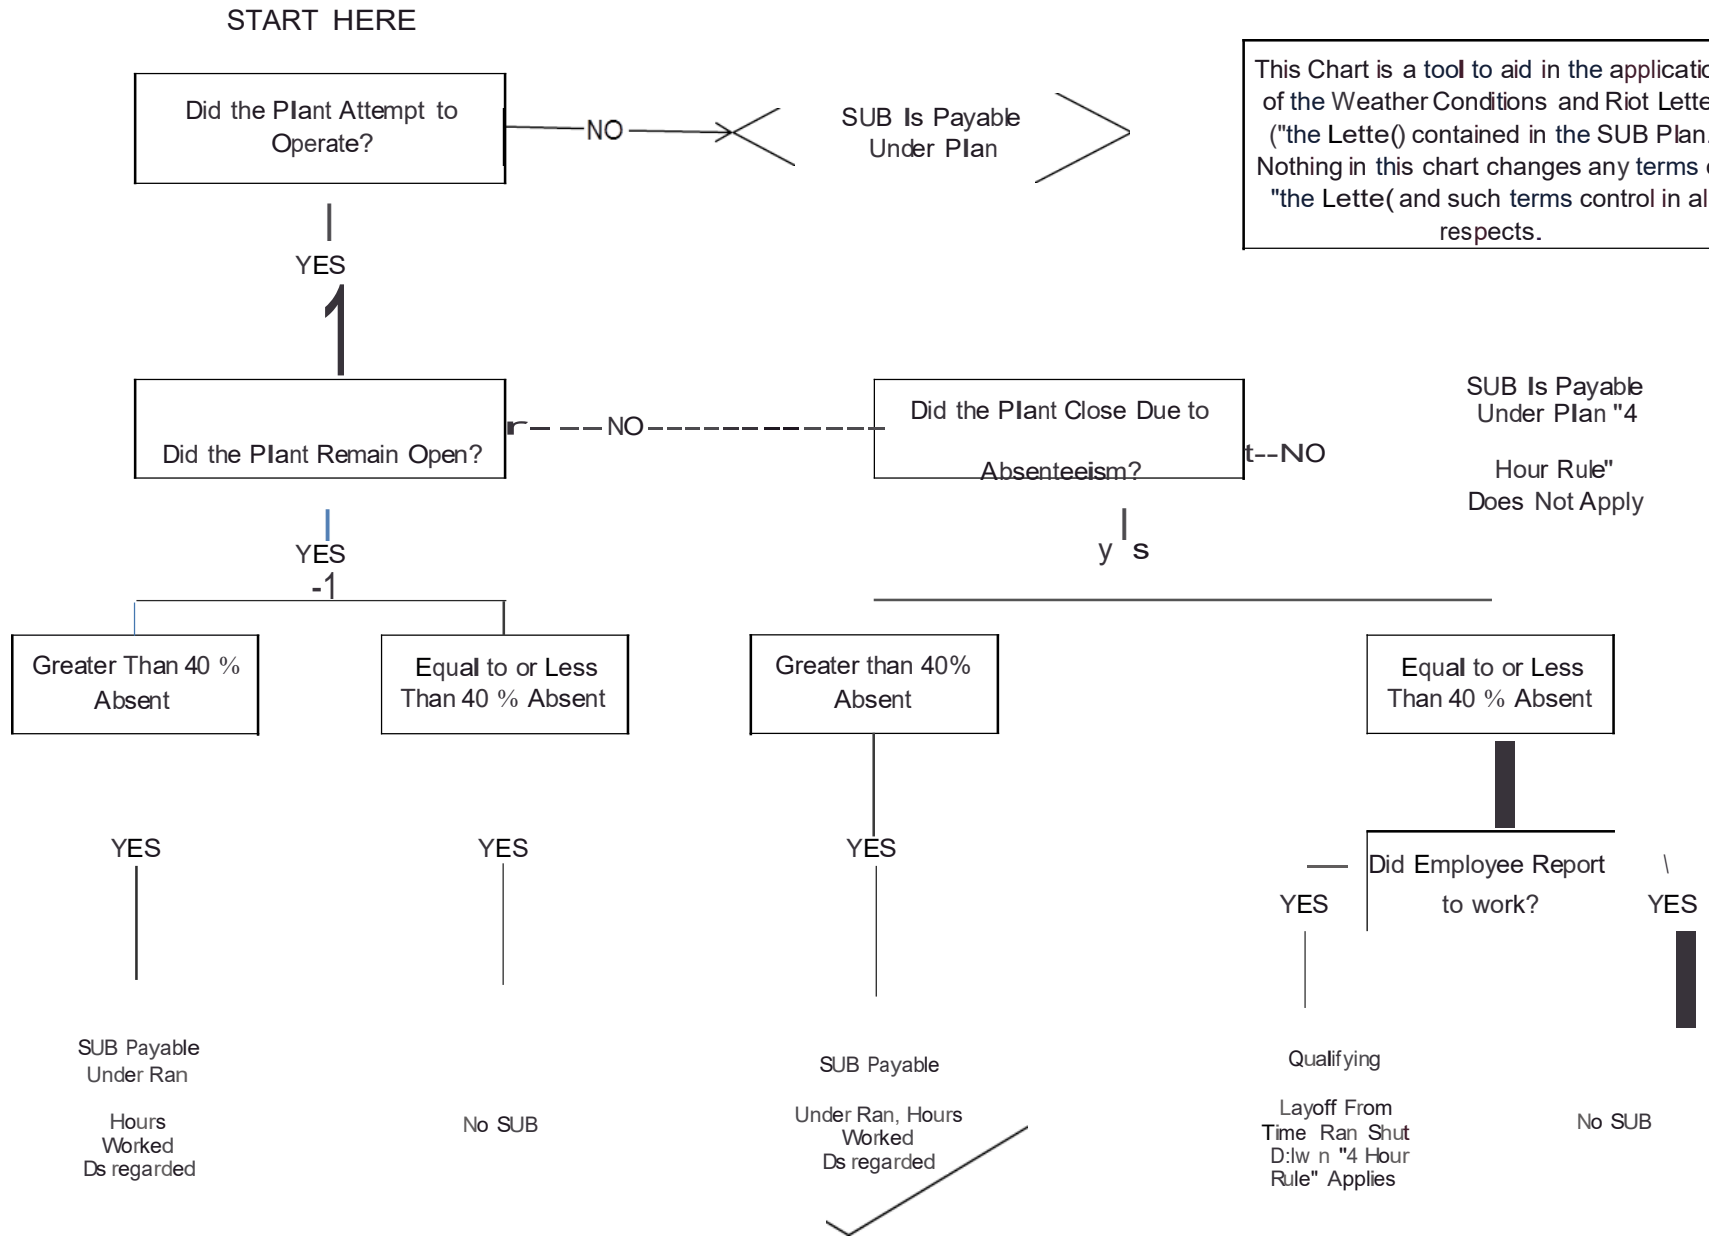 START HERE
Did the Plant Attempt to
Operate?
NO
SUB Is Payable
Under Plan
This Chart is a tool to aid in the applicatio
of the Weather Conditions and Riot Lette
("the Lette() contained in the SUB Plan.
Nothing in this chart changes any terms o
"the Lette( and such terms control in al
respects.
YES
1
Did the Plant Remain Open?
r
NO
Did the Plant Close Due to
Absenteeism?
t--NO
SUB Is Payable
Under Plan "4
Hour Rule"
Does Not Apply
YES
-1
y s
Greater Than 40 %
Absent
Equal to or Less
Than 40 % Absent
Greater than 40%
Absent
Equal to or Less
Than 40 % Absent
YES
YES
YES
Did Employee Report
to work?
\
YES
YES
SUB Payable
Under Ran
Hours
Worked
Ds regarded
No SUB
SUB Payable
Under Ran, Hours
Worked
Ds regarded
Qualifying
Layoff From
Time Ran Shut
D:lw n "4 Hour
Rule" Applies
No SUB